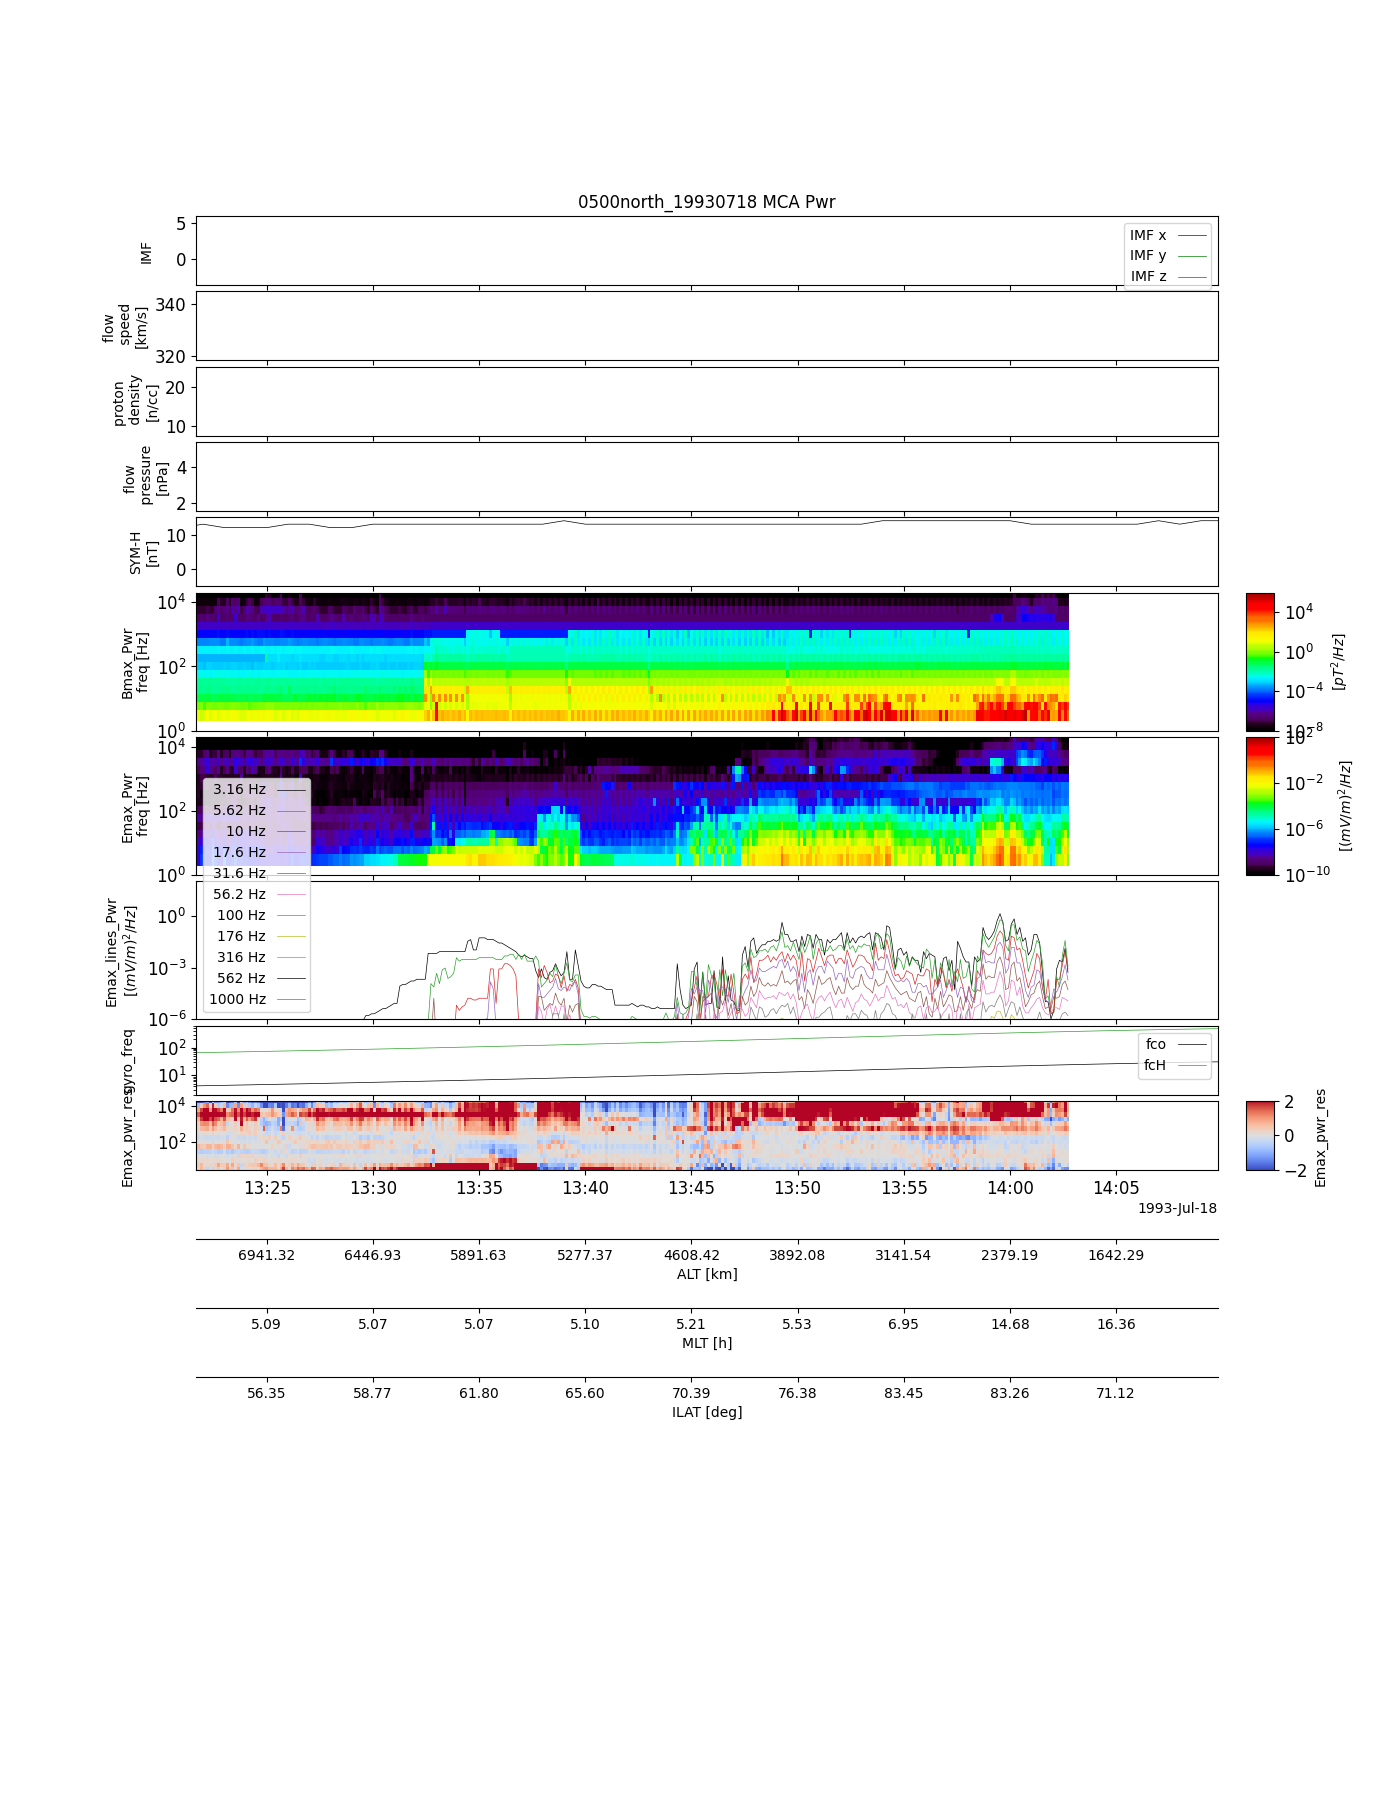 0500north_19930718 MCA Pwr
IMF
5
0
IMF x
IMF y
IMF z
flow
speed
[km/s]
340
320
proton
density
[n/cc]
20
10
flow
pressure
[nPa]
4
2
SYM-H
[nT]
10
0
Bmax_Pwr
freq [Hz]
10^4
10^2
10^0
10^4
10^0
10^-4
10^-8
[pT^2/Hz]
Emax_Pwr
freq [Hz]
10^4
10^2
10^0
10^2
10^-2
10^-6
10^-10
[(mV/m)^2/Hz]
3.16 Hz
5.62 Hz
10 Hz
17.6 Hz
31.6 Hz
56.2 Hz
100 Hz
176 Hz
316 Hz
562 Hz
1000 Hz
Emax_lines_Pwr
[(mV/m)^2/Hz]
10^0
10^-3
10^-6
gyro_freq
10^2
10^1
fco
fcH
Emax_pwr_res
10^4
10^2
2
0
−2
Emax_pwr_res
13:25 13:30 13:35 13:40 13:45 13:50 13:55 14:00 14:05
1993-Jul-18
6941.32 6446.93 5891.63 5277.37 4608.42 3892.08 3141.54 2379.19 1642.29
ALT [km]
5.09 5.07 5.07 5.10 5.21 5.53 6.95 14.68 16.36
MLT [h]
56.35 58.77 61.80 65.60 70.39 76.38 83.45 83.26 71.12
ILAT [deg]